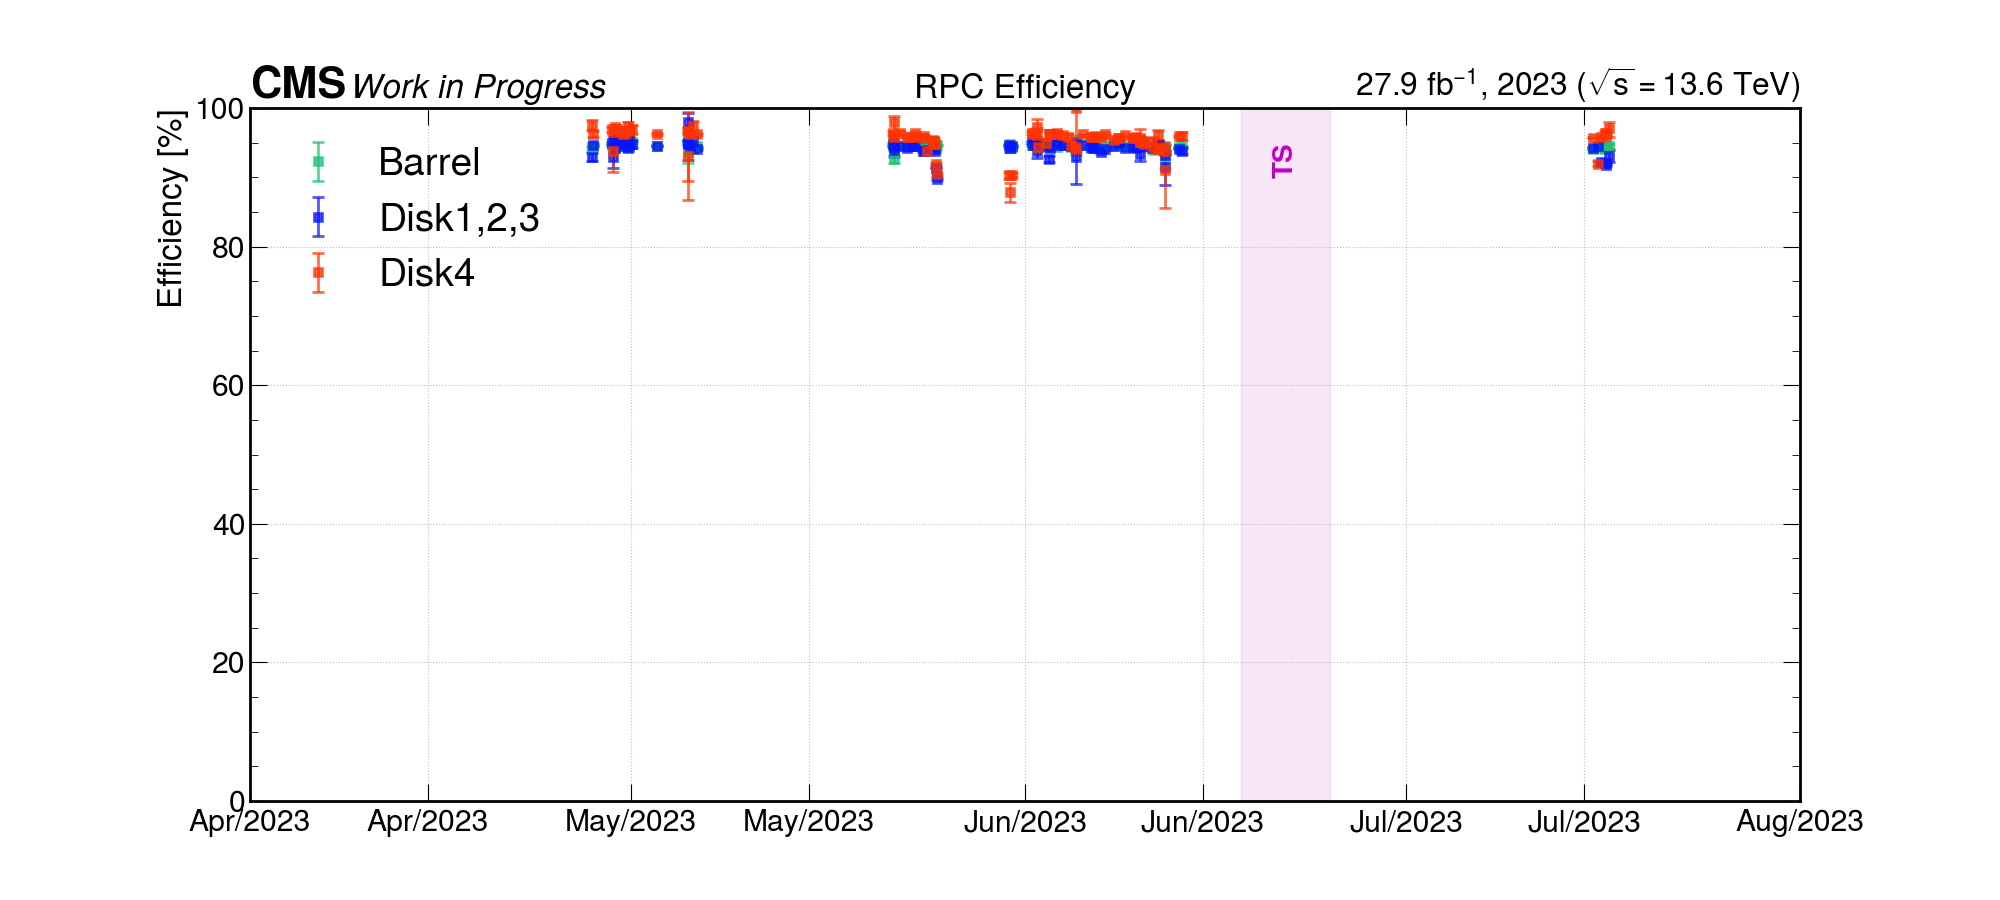 CMS Work in Progress RPC Efficiency 27.9 fb⁻¹, 2023 (√s = 13.6 TeV)
Efficiency [%]
100
80
60
40
20
0
Barrel
Disk1,2,3
Disk4
TS
Apr/2023 Apr/2023 May/2023 May/2023 Jun/2023 Jun/2023 Jul/2023 Jul/2023 Aug/2023